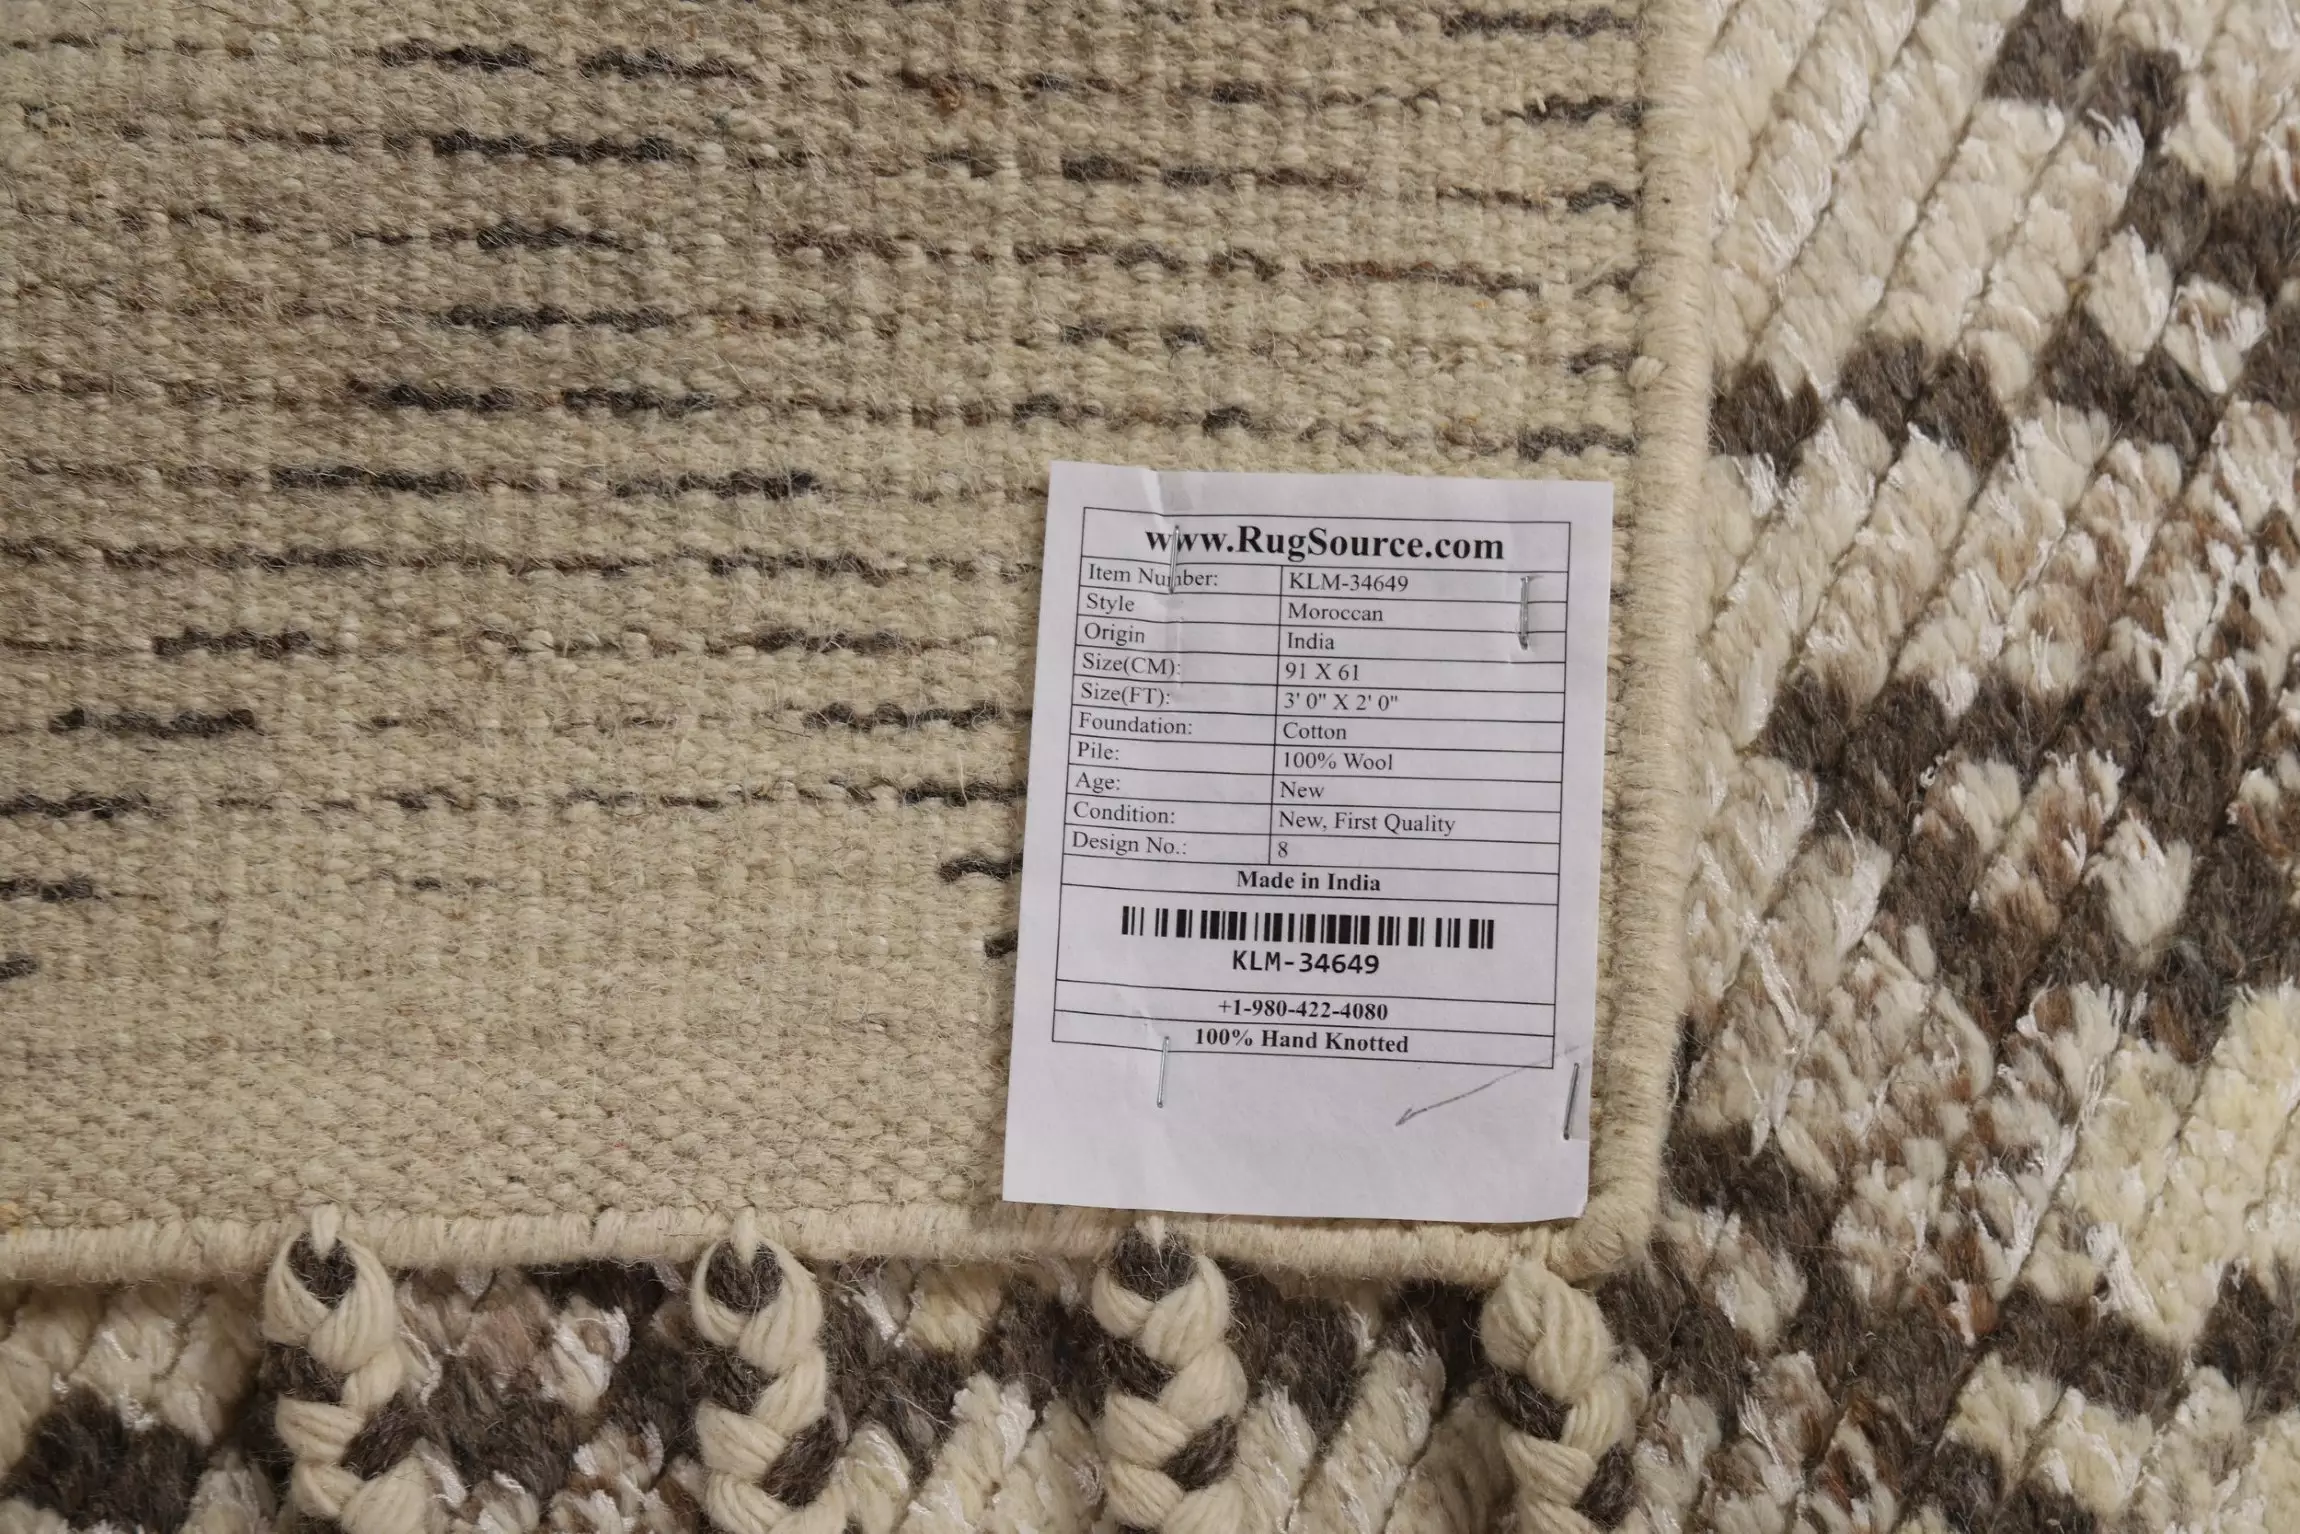 www.RugSource.com
Item Number: KLM-34649
Style Moroccan
Origin India
Size(CM): 91 X 61
Size(FT): 3' 0" X 2' 0"
Foundation: Cotton
Pile: 100% Wool
Age: New
Condition: New, First Quality
Design No.: 8
Made in India
KLM-34649
+1-980-422-4080
100% Hand Knotted